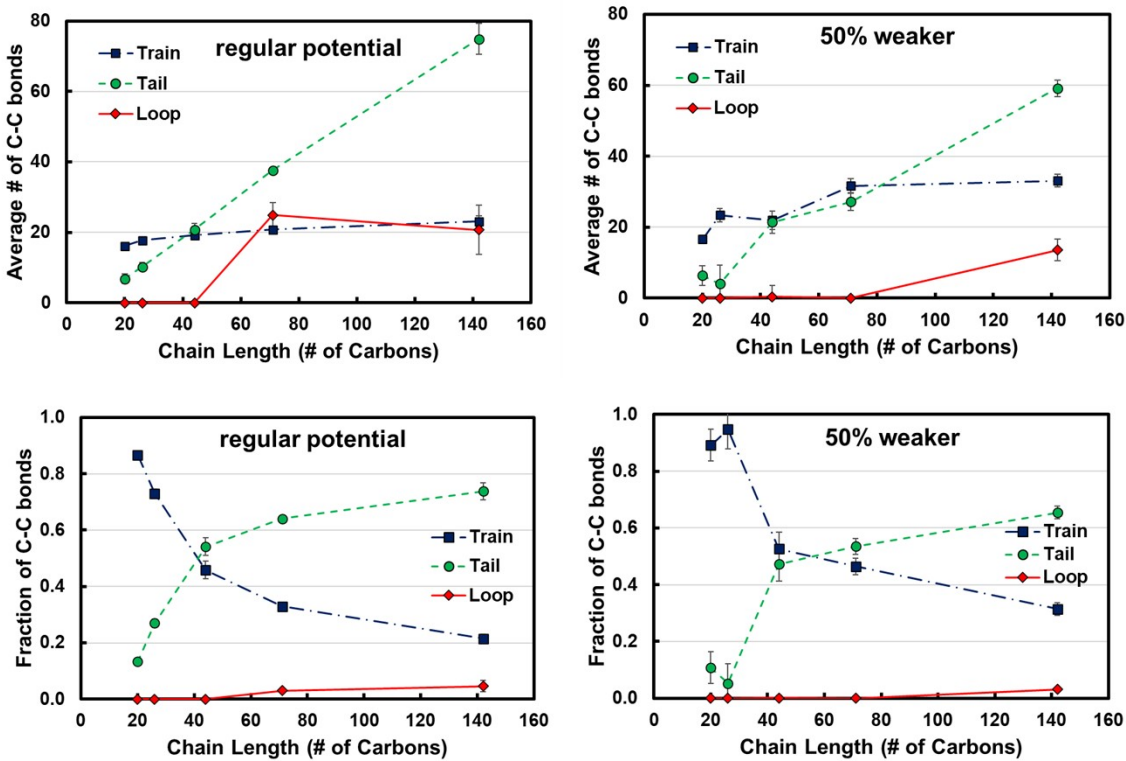 regular potential
Train
Tail
Loop
Average # of C-C bonds
80
60
40
20
0
0 20 40 60 80 100 120 140 160
Chain Length (# of Carbons)
50% weaker
Train
Tail
Loop
Average # of C-C bonds
80
60
40
20
0
0 20 40 60 80 100 120 140 160
Chain Length (# of Carbons)
regular potential
Train
Tail
Loop
Fraction of C-C bonds
1.0
0.8
0.6
0.4
0.2
0.0
0 20 40 60 80 100 120 140 160
Chain Length (# of Carbons)
50% weaker
Train
Tail
Loop
Fraction of C-C bonds
1.0
0.8
0.6
0.4
0.2
0.0
0 20 40 60 80 100 120 140 160
Chain Length (# of Carbons)